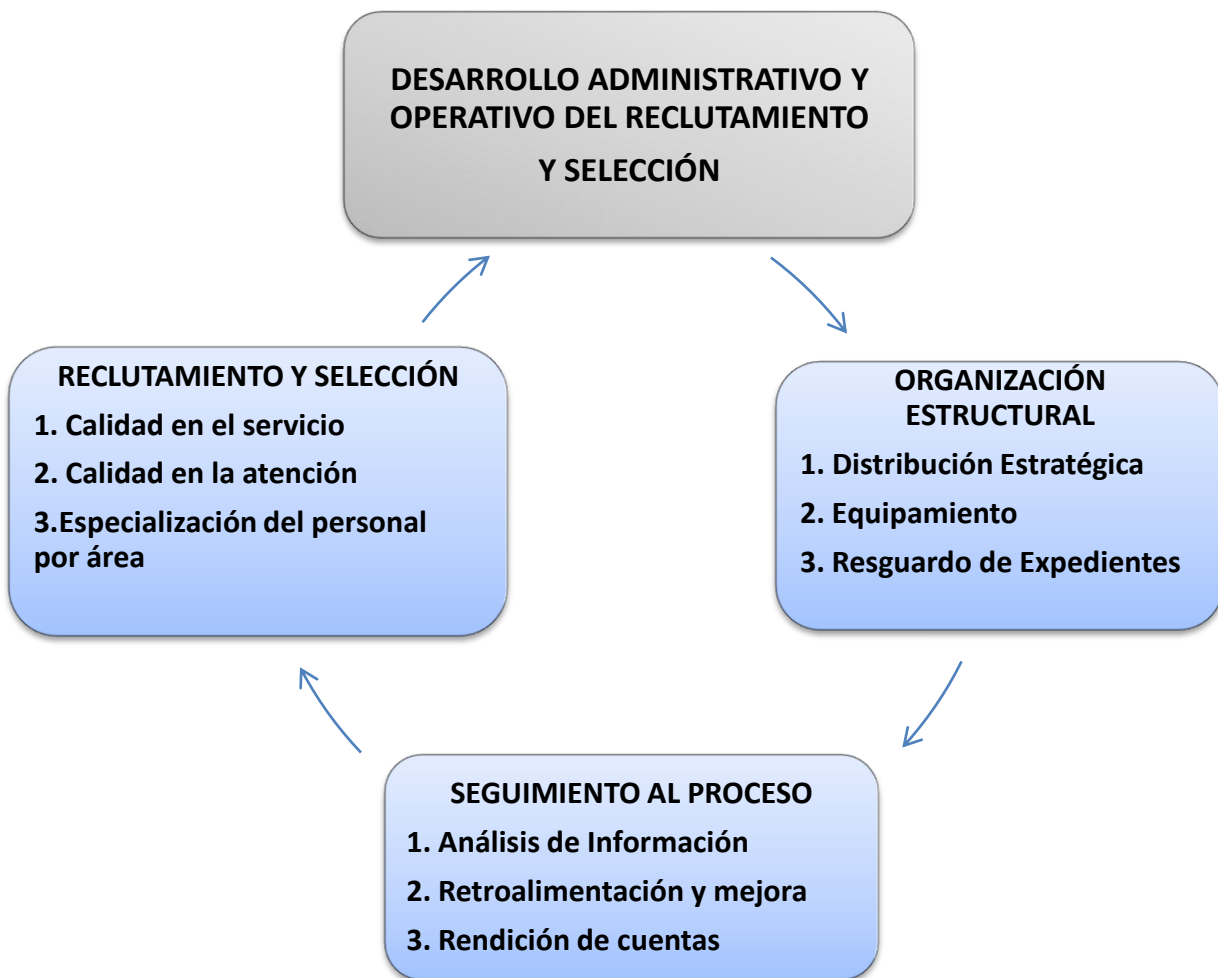 DESARROLLO ADMINISTRATIVO Y
OPERATIVO DEL RECLUTAMIENTO
Y SELECCIÓN
RECLUTAMIENTO Y SELECCIÓN
1. Calidad en el servicio
2. Calidad en la atención
3.Especialización del personal
por área
ORGANIZACIÓN
ESTRUCTURAL
1. Distribución Estratégica
2. Equipamiento
3. Resguardo de Expedientes
SEGUIMIENTO AL PROCESO
1. Análisis de Información
2. Retroalimentación y mejora
3. Rendición de cuentas